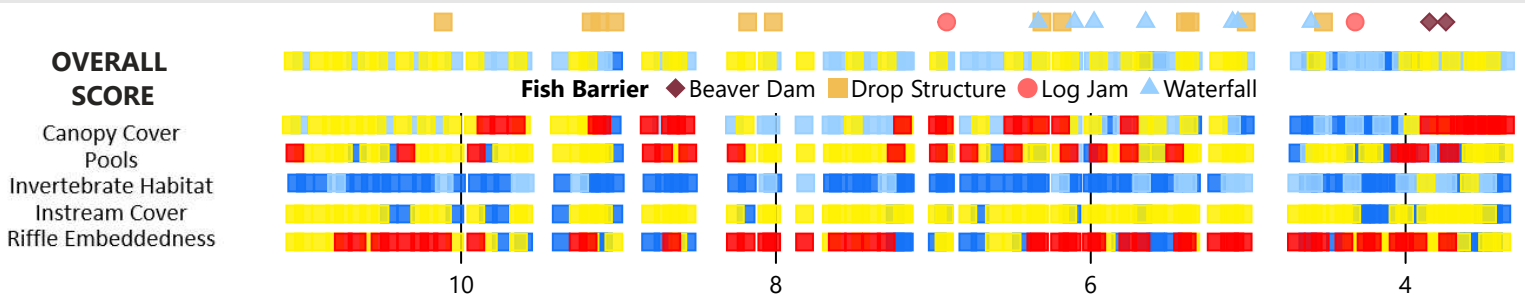 OVERALL
SCORE
Fish Barrier Beaver Dam Drop Structure Log Jam Waterfall
Canopy Cover
Pools
Invertebrate Habitat
Instream Cover
Riffle Embeddedness
10 8 6 4